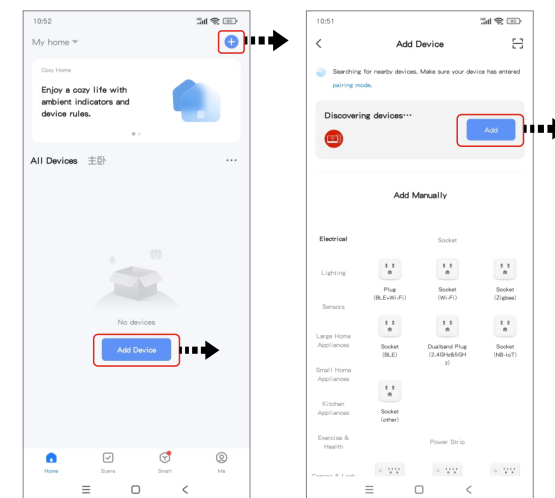 10:52
My home
Cozy Home
Enjoy a cozy life with
ambient indicators and
device rules.
All Devices 主卧
No devices
Add Device
Home Scene Smart Me
10:51
Add Device
Searching for nearby devices. Make sure your device has entered
pairing mode.
Discovering devices···
Add
Add Manually
Electrical
Socket
Lighting
Plug
(BLE+Wi-Fi)
Socket
(Wi-Fi)
Socket
(Zigbee)
Sensors
Large Home
Appliances
Socket
(BLE)
Dualband Plug
(2.4GHz&5GH
z)
Socket
(NB-IoT)
Small Home
Appliances
Kitchen
Appliances
Socket
(other)
Exercise &
Health
Power Strip